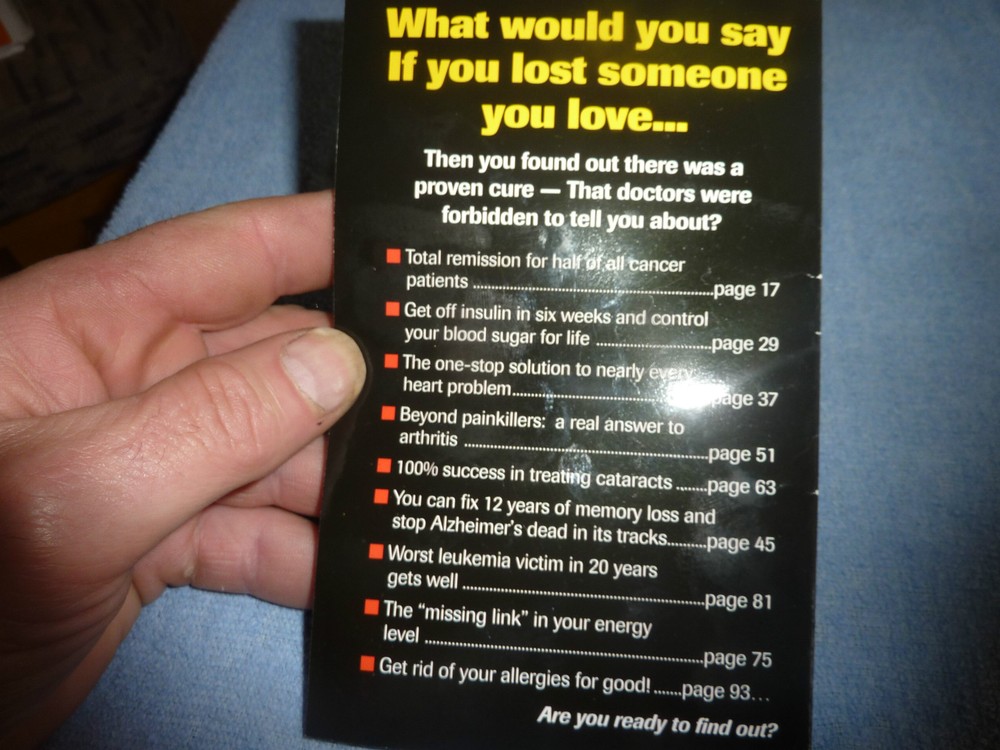 What would you say
If you lost someone
you love...
Then you found out there was a
proven cure — That doctors were
forbidden to tell you about?
Total remission for half of all cancer
patients ........................................................page 17
Get off insulin in six weeks and control
your blood sugar for life ...........................page 29
The one-stop solution to nearly every
heart problem..............................................page 37
Beyond painkillers: a real answer to
arthritis .........................................................page 51
100% success in treating cataracts .......page 63
You can fix 12 years of memory loss and
stop Alzheimer's dead in its tracks.........page 45
Worst leukemia victim in 20 years
gets well .........................................................page 81
The "missing link" in your energy
level .................................................................page 75
Get rid of your allergies for good! ......page 93...
Are you ready to find out?